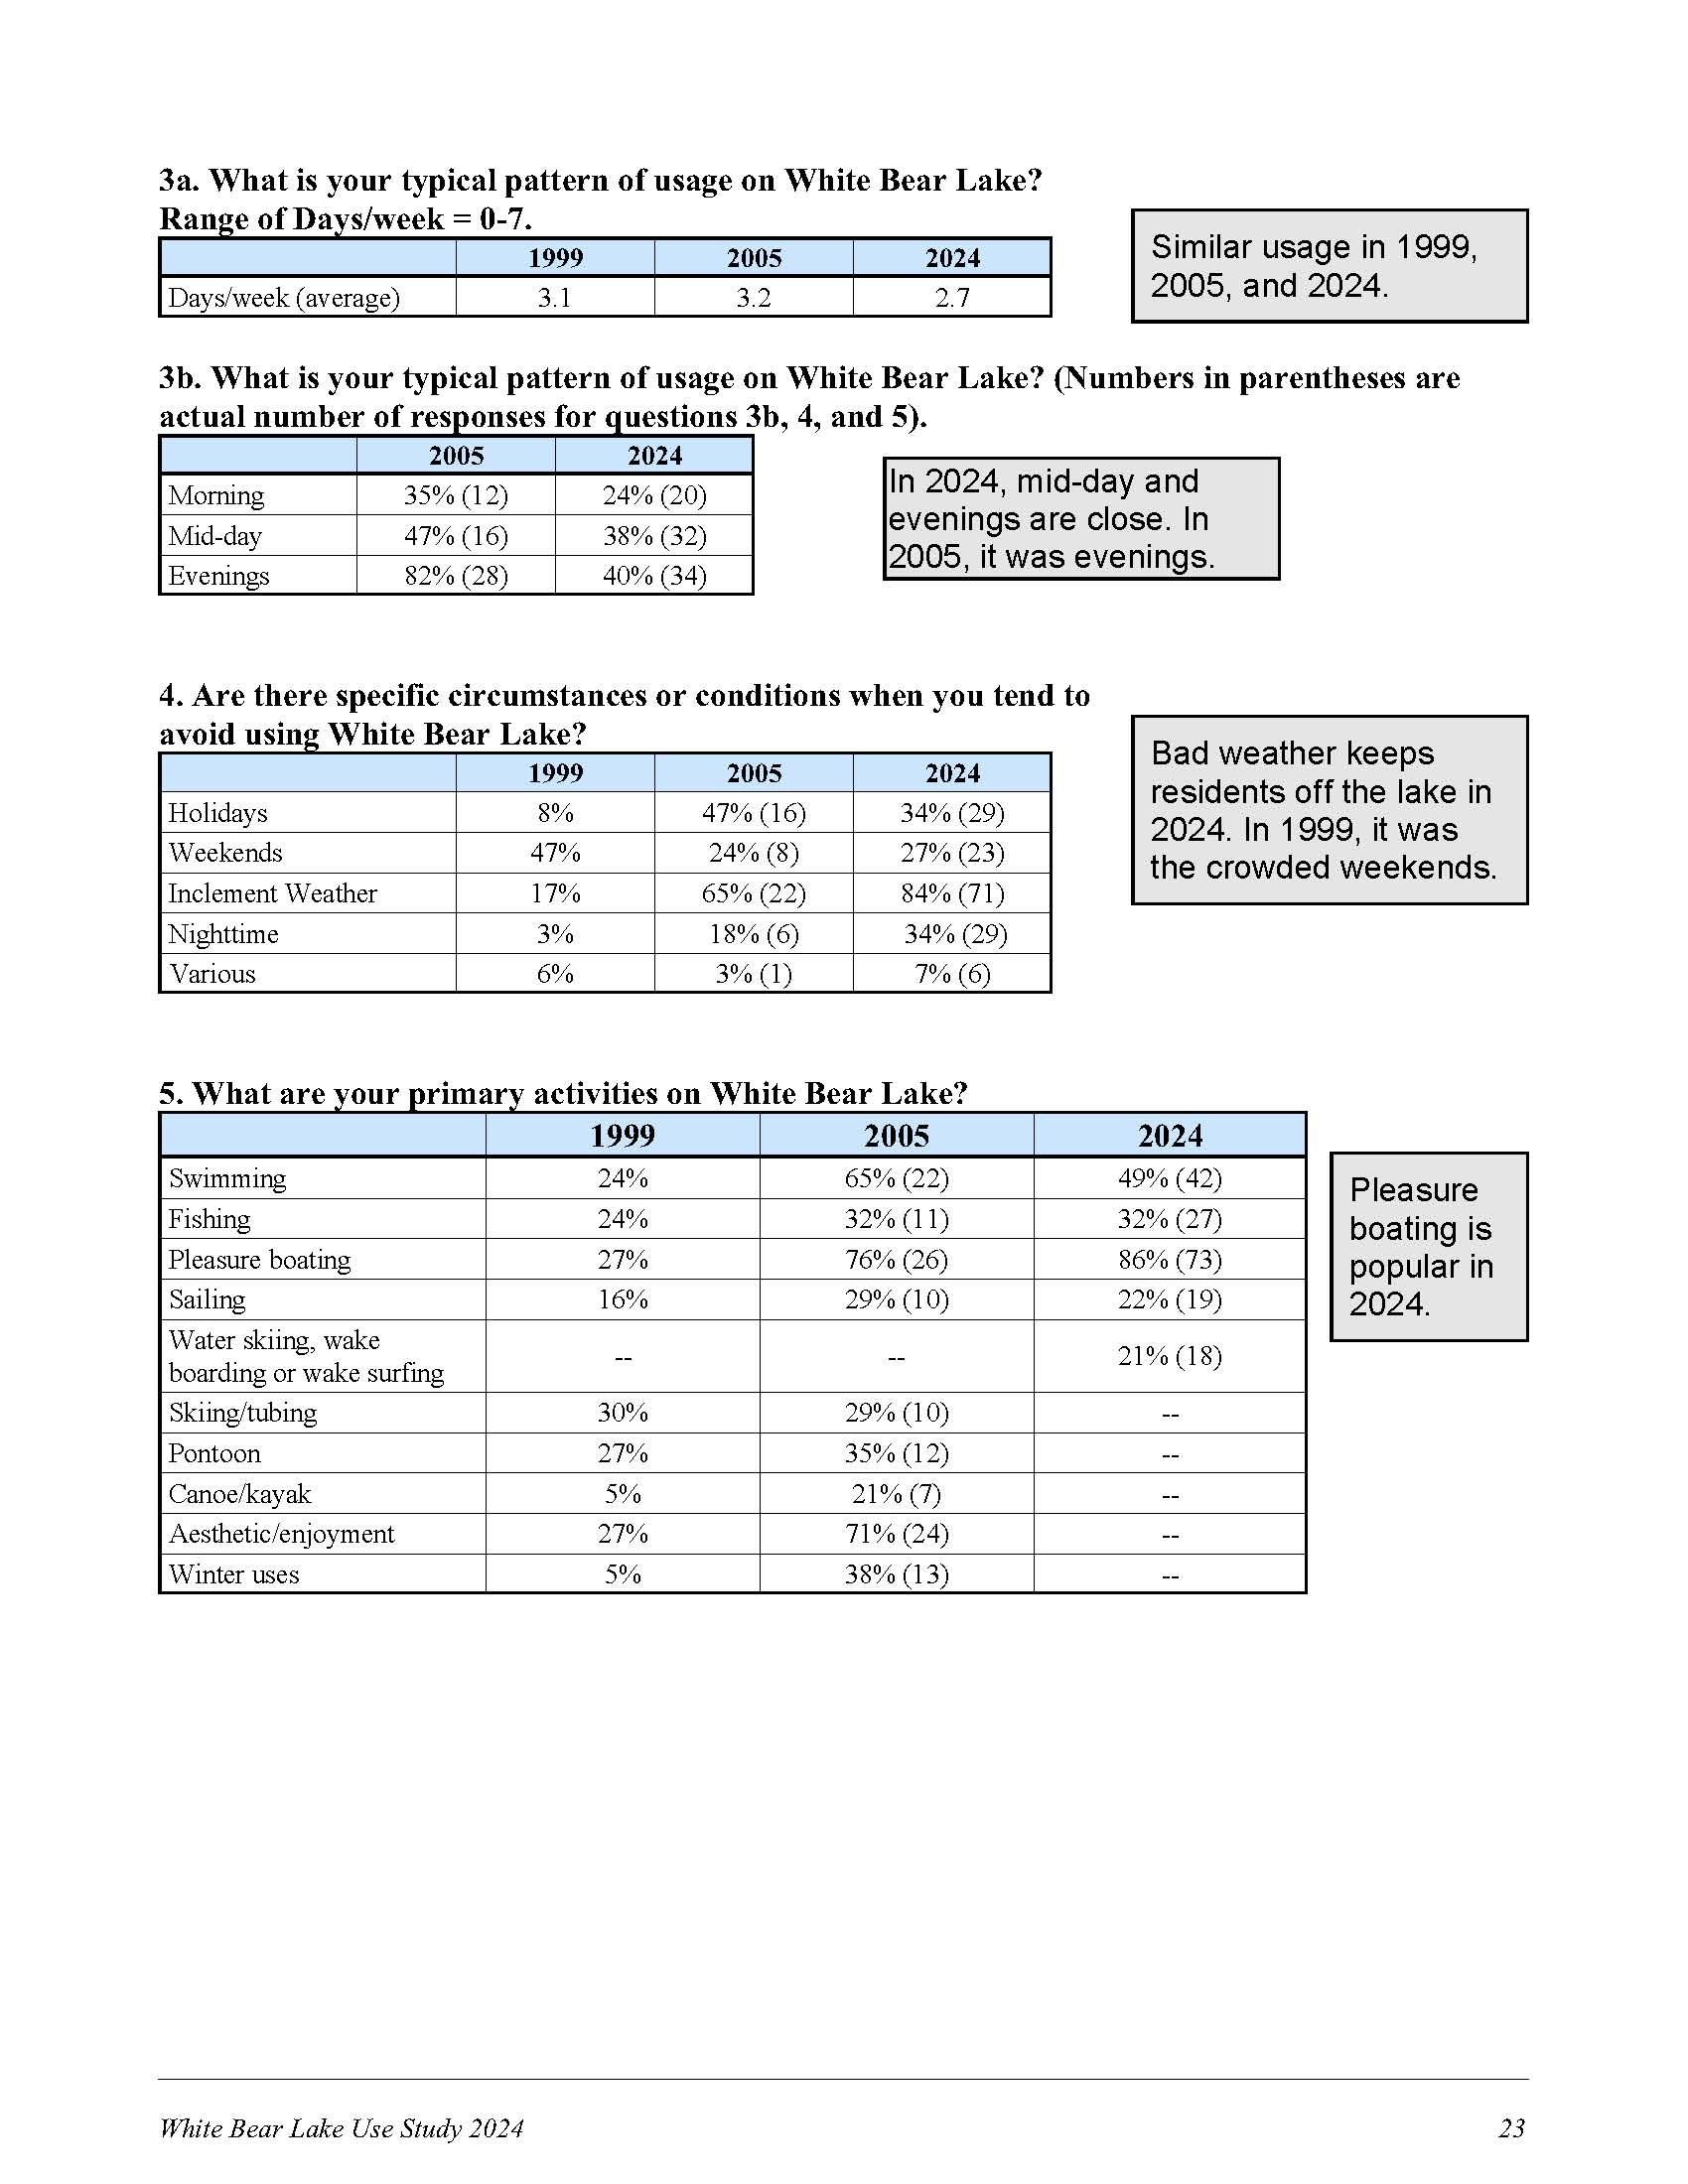 3a. What is your typical pattern of usage on White Bear Lake?
Range of Days/week = 0-7.
1999 2005 2024
Days/week (average) 3.1 3.2 2.7
Similar usage in 1999,
2005, and 2024.
3b. What is your typical pattern of usage on White Bear Lake? (Numbers in parentheses are
actual number of responses for questions 3b, 4, and 5).
2005 2024
Morning 35% (12) 24% (20)
Mid-day 47% (16) 38% (32)
Evenings 82% (28) 40% (34)
In 2024, mid-day and
evenings are close. In
2005, it was evenings.
4. Are there specific circumstances or conditions when you tend to
avoid using White Bear Lake?
1999 2005 2024
Holidays 8% 47% (16) 34% (29)
Weekends 47% 24% (8) 27% (23)
Inclement Weather 17% 65% (22) 84% (71)
Nighttime 3% 18% (6) 34% (29)
Various 6% 3% (1) 7% (6)
Bad weather keeps
residents off the lake in
2024. In 1999, it was
the crowded weekends.
5. What are your primary activities on White Bear Lake?
1999 2005 2024
Swimming 24% 65% (22) 49% (42)
Fishing 24% 32% (11) 32% (27)
Pleasure boating 27% 76% (26) 86% (73)
Sailing 16% 29% (10) 22% (19)
Water skiing, wake
boarding or wake surfing -- -- 21% (18)
Skiing/tubing 30% 29% (10) --
Pontoon 27% 35% (12) --
Canoe/kayak 5% 21% (7) --
Aesthetic/enjoyment 27% 71% (24) --
Winter uses 5% 38% (13) --
Pleasure
boating is
popular in
2024.
White Bear Lake Use Study 2024 23